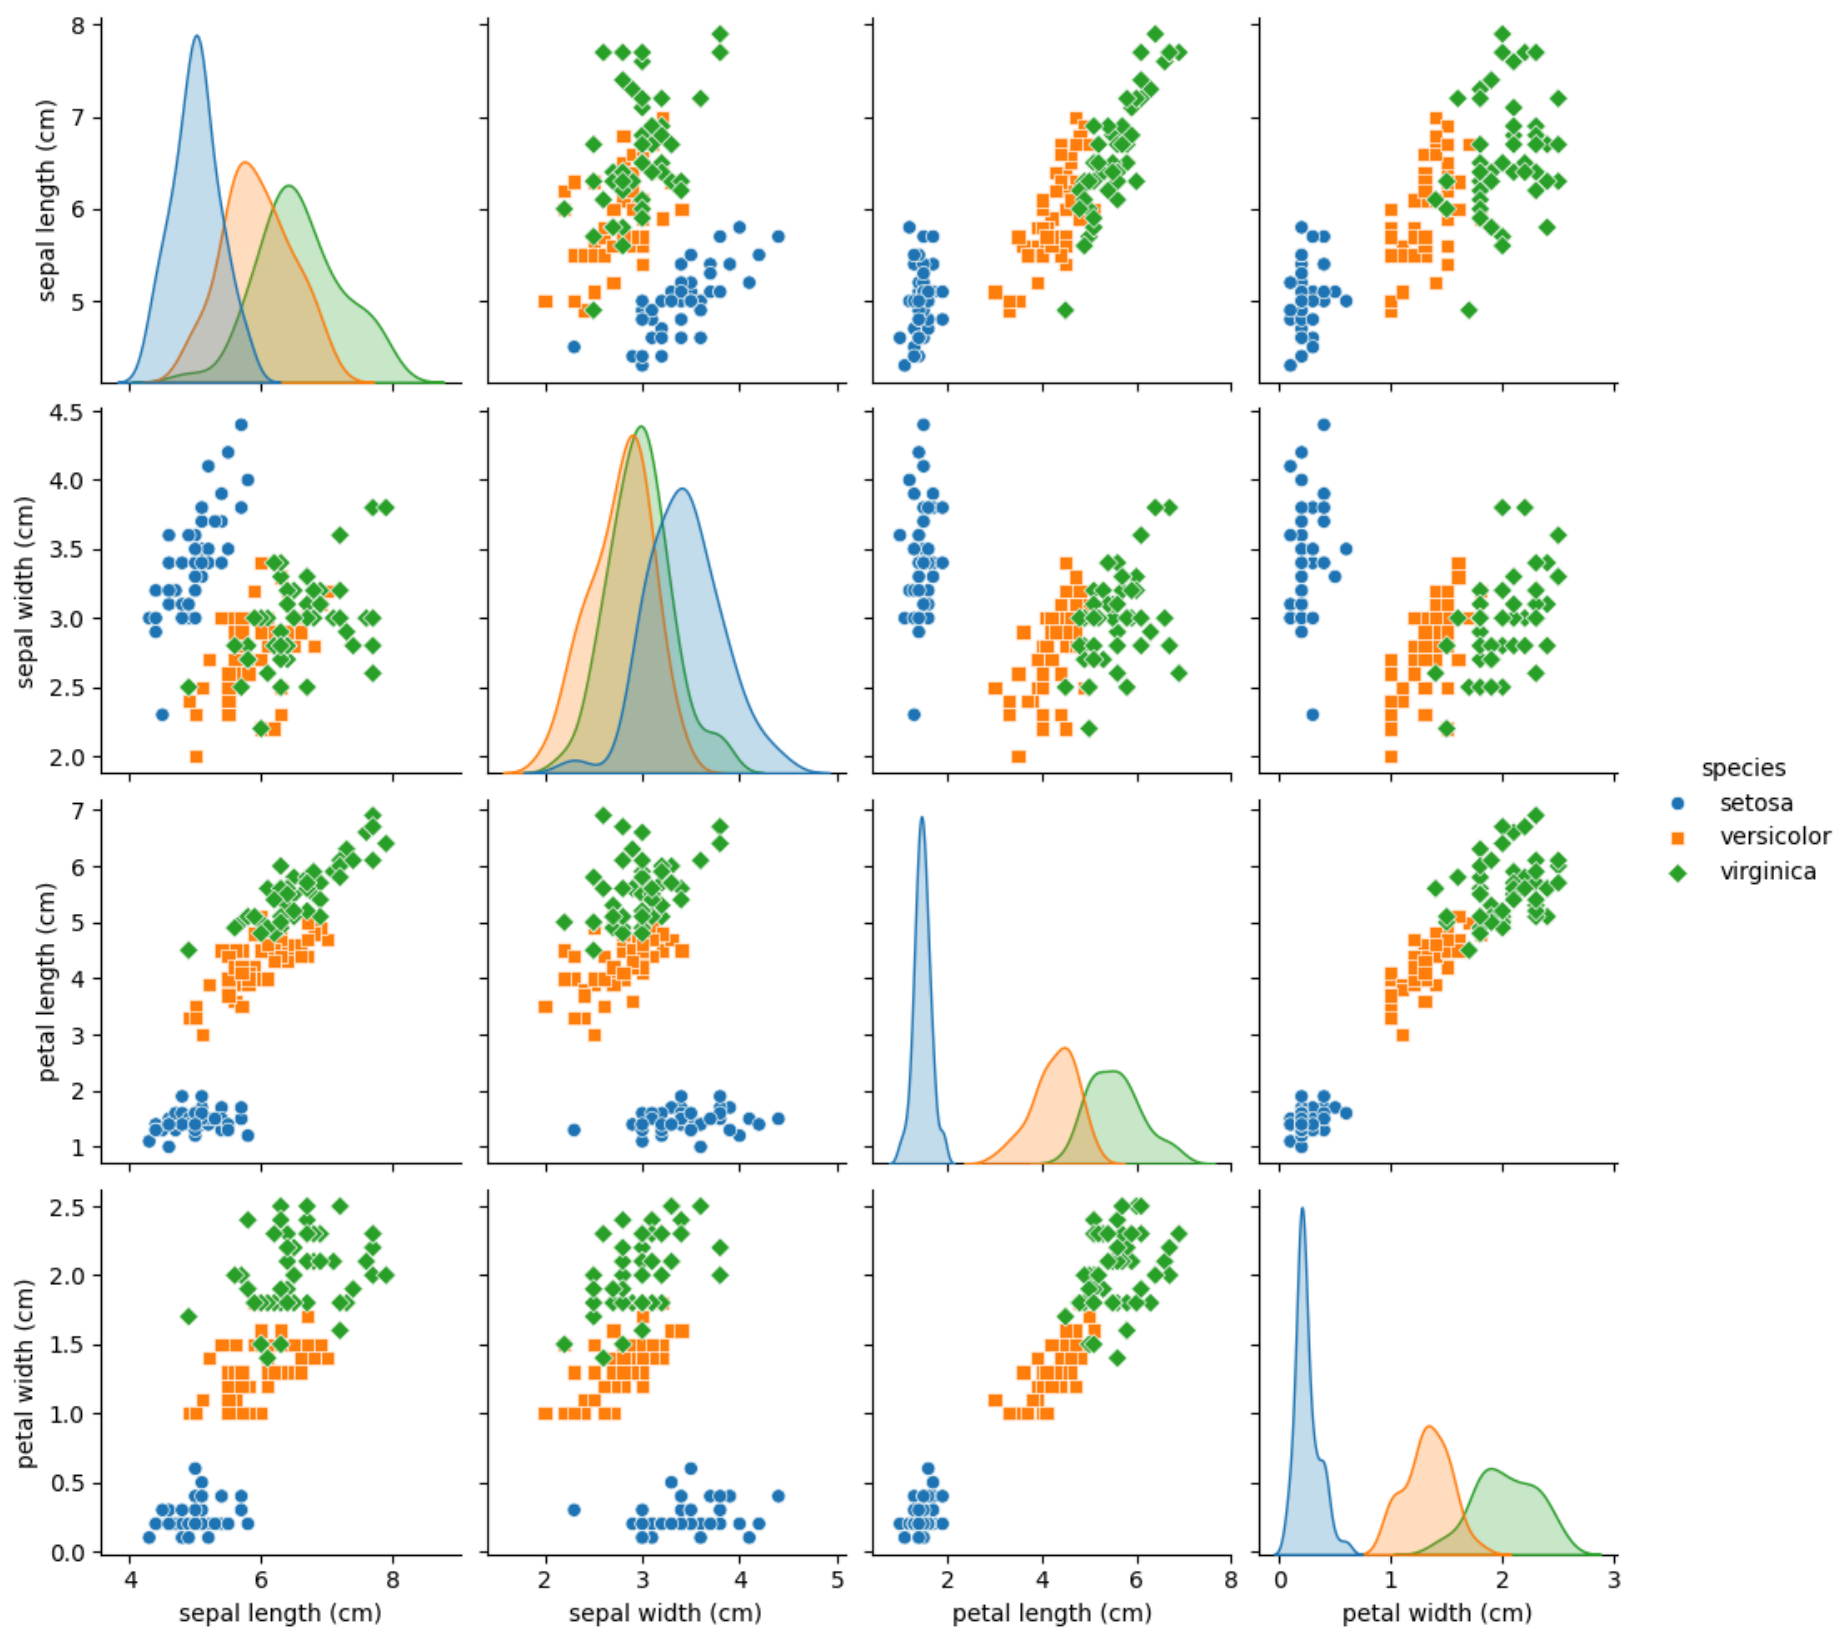 8
7
6
5
sepal length (cm)
4.5
4.0
3.5
3.0
2.5
2.0
sepal width (cm)
species
setosa
versicolor
virginica
7
6
5
4
3
2
1
petal length (cm)
2.5
2.0
1.5
1.0
0.5
0.0
petal width (cm)
4 6 8
2 3 4 5
2 4 6 8
0 1 2 3
sepal length (cm)
sepal width (cm)
petal length (cm)
petal width (cm)